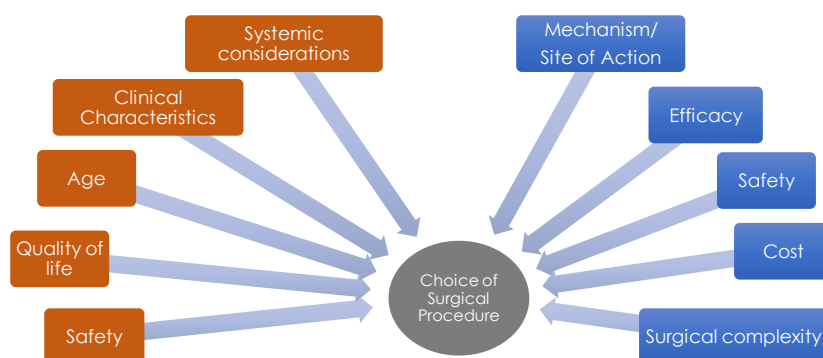 Systemic
considerations
Clinical
Characteristics
Age
Quality of
life
Safety
Mechanism/
Site of Action
Efficacy
Safety
Cost
Surgical complexity
Choice of
Surgical
Procedure